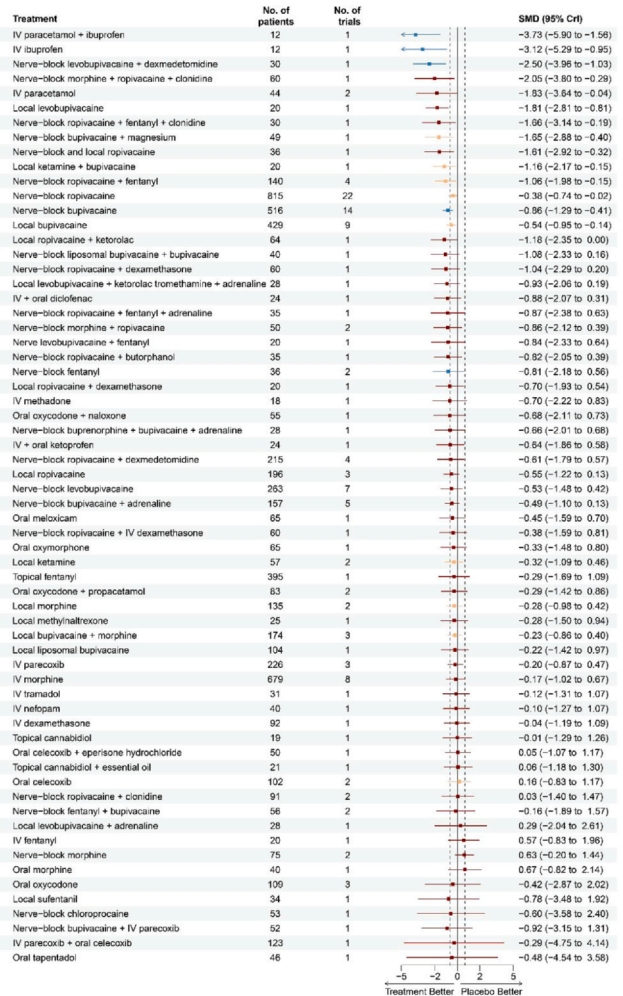 Treatment No. of patients No. of trials SMD (95% CrI)
IV paracetamol + ibuprofen 12 1 −3.73 (−5.90 to −1.56)
IV ibuprofen 12 1 −3.12 (−5.29 to −0.95)
Nerve−block levobupivacaine + dexmedetomidine 30 1 −2.50 (−3.96 to −1.03)
Nerve−block morphine + ropivacaine + clonidine 60 1 −2.05 (−3.80 to −0.29)
IV paracetamol 44 2 −1.83 (−3.64 to −0.04)
Local levobupivacaine 20 1 −1.81 (−2.81 to −0.81)
Nerve−block ropivacaine + fentanyl + clonidine 30 1 −1.66 (−3.14 to −0.19)
Nerve−block bupivacaine + magnesium 49 1 −1.65 (−2.88 to −0.40)
Nerve−block and local ropivacaine 36 1 −1.61 (−2.92 to −0.32)
Local ketamine + bupivacaine 20 1 −1.16 (−2.17 to −0.15)
Nerve−block ropivacaine + fentanyl 140 4 −1.06 (−1.98 to −0.15)
Nerve−block ropivacaine 815 22 −0.38 (−0.74 to −0.02)
Nerve−block bupivacaine 516 14 −0.86 (−1.29 to −0.41)
Local bupivacaine 429 9 −0.54 (−0.95 to −0.14)
Local ropivacaine + ketorolac 64 1 −1.18 (−2.35 to 0.00)
Nerve−block liposomal bupivacaine + bupivacaine 40 1 −1.08 (−2.33 to 0.16)
Nerve−block ropivacaine + dexamethasone 60 1 −1.04 (−2.29 to 0.20)
Local levobupivacaine + ketorolac tromethamine + adrenaline 28 1 −0.93 (−2.06 to 0.19)
IV + oral diclofenac 24 1 −0.88 (−2.07 to 0.31)
Nerve−block ropivacaine + fentanyl + adrenaline 35 1 −0.87 (−2.38 to 0.63)
Nerve−block morphine + ropivacaine 50 2 −0.86 (−2.12 to 0.39)
Nerve levobupivacaine + fentanyl 20 1 −0.84 (−2.33 to 0.64)
Nerve−block ropivacaine + butorphanol 35 1 −0.82 (−2.05 to 0.39)
Nerve−block fentanyl 36 2 −0.81 (−2.18 to 0.56)
Local ropivacaine + dexamethasone 20 1 −0.70 (−1.93 to 0.54)
IV methadone 18 1 −0.70 (−2.22 to 0.83)
Oral oxycodone + naloxone 55 1 −0.68 (−2.11 to 0.73)
Nerve−block buprenorphine + bupivacaine + adrenaline 28 1 −0.66 (−2.01 to 0.68)
IV + oral ketoprofen 24 1 −0.64 (−1.86 to 0.58)
Nerve−block ropivacaine + dexmedetomidine 215 4 −0.61 (−1.79 to 0.57)
Local ropivacaine 196 3 −0.55 (−1.22 to 0.13)
Nerve−block levobupivacaine 263 7 −0.53 (−1.48 to 0.42)
Nerve−block bupivacaine + adrenaline 157 5 −0.49 (−1.10 to 0.13)
Oral meloxicam 65 1 −0.45 (−1.59 to 0.70)
Nerve−block ropivacaine + IV dexamethasone 60 1 −0.38 (−1.59 to 0.81)
Oral oxymorphone 65 1 −0.33 (−1.48 to 0.80)
Local ketamine 57 2 −0.32 (−1.09 to 0.46)
Topical fentanyl 395 1 −0.29 (−1.69 to 1.09)
Oral oxycodone + propacetamol 83 2 −0.29 (−1.42 to 0.86)
Local morphine 135 2 −0.28 (−0.98 to 0.42)
Local methylnaltrexone 25 1 −0.28 (−1.50 to 0.94)
Local bupivacaine + morphine 174 3 −0.23 (−0.86 to 0.40)
Local liposomal bupivacaine 104 1 −0.22 (−1.42 to 0.97)
IV parecoxib 226 3 −0.20 (−0.87 to 0.47)
IV morphine 679 8 −0.17 (−1.02 to 0.67)
IV tramadol 31 1 −0.12 (−1.31 to 1.07)
IV nefopam 40 1 −0.10 (−1.27 to 1.07)
IV dexamethasone 92 1 −0.04 (−1.19 to 1.09)
Topical cannabidiol 19 1 −0.01 (−1.29 to 1.26)
Oral celecoxib + eperisone hydrochloride 50 1 0.05 (−1.07 to 1.17)
Topical cannabidiol + essential oil 21 1 0.06 (−1.18 to 1.30)
Oral celecoxib 102 2 0.16 (−0.83 to 1.17)
Nerve−block ropivacaine + clonidine 91 2 0.03 (−1.40 to 1.47)
Nerve−block fentanyl + bupivacaine 56 2 −0.16 (−1.89 to 1.57)
Local levobupivacaine + adrenaline 28 1 0.29 (−2.04 to 2.61)
IV fentanyl 20 1 0.57 (−0.83 to 1.96)
Nerve−block morphine 75 2 0.63 (−0.20 to 1.44)
Oral morphine 40 1 0.67 (−0.82 to 2.14)
Oral oxycodone 109 3 −0.42 (−2.87 to 2.02)
Local sufentanil 34 1 −0.78 (−3.48 to 1.92)
Nerve−block chloroprocaine 53 1 −0.60 (−3.58 to 2.40)
Nerve−block bupivacaine + IV parecoxib 52 1 −0.92 (−3.15 to 1.31)
IV parecoxib + oral celecoxib 123 1 −0.29 (−4.75 to 4.14)
Oral tapentadol 46 1 −0.48 (−4.54 to 3.58)
−5 −2 0 2 5
Treatment Better Placebo Better